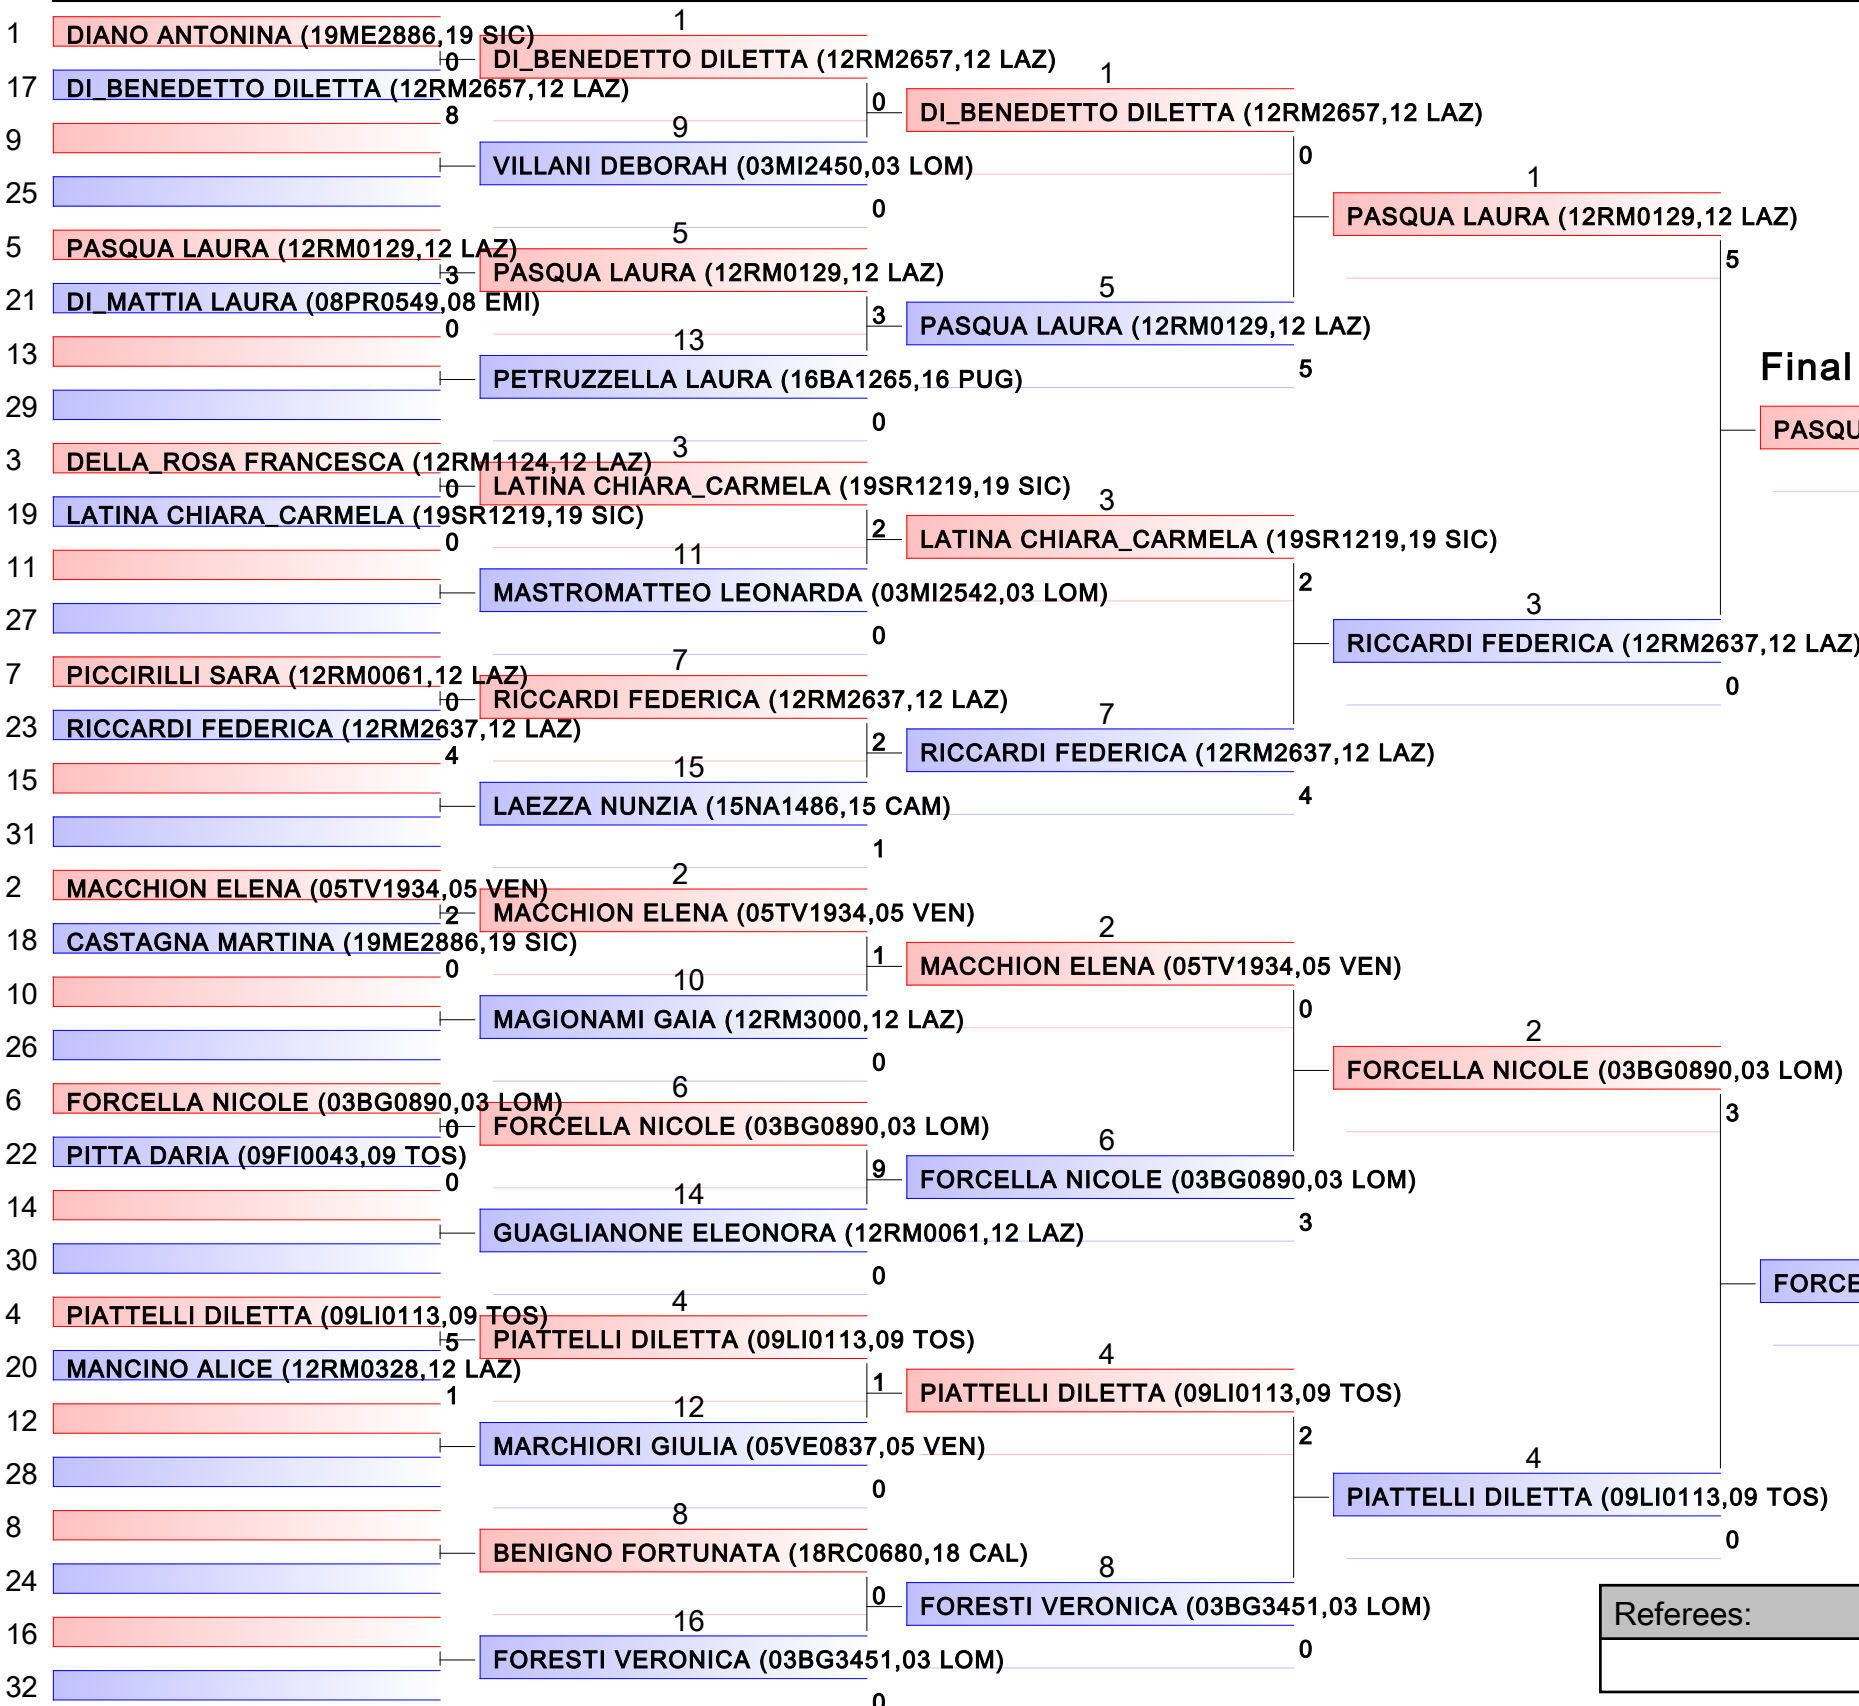 1 DIANO ANTONINA (19ME2886,19 SIC)
0
17 DI_BENEDETTO DILETTA (12RM2657,12 LAZ)
8
9
25
5 PASQUA LAURA (12RM0129,12 LAZ)
3
21 DI_MATTIA LAURA (08PR0549,08 EMI)
0
13
29
3 DELLA_ROSA FRANCESCA (12RM1124,12 LAZ)
0
19 LATINA CHIARA_CARMELA (19SR1219,19 SIC)
0
11
27
7 PICCIRILLI SARA (12RM0061,12 LAZ)
0
23 RICCARDI FEDERICA (12RM2637,12 LAZ)
4
15
31
2 MACCHION ELENA (05TV1934,05 VEN)
2
18 CASTAGNA MARTINA (19ME2886,19 SIC)
0
10
26
6 FORCELLA NICOLE (03BG0890,03 LOM)
0
22 PITTA DARIA (09FI0043,09 TOS)
0
14
30
4 PIATTELLI DILETTA (09LI0113,09 TOS)
5
20 MANCINO ALICE (12RM0328,12 LAZ)
1
12
28
8
24
16
32
1
DI_BENEDETTO DILETTA (12RM2657,12 LAZ)
0
9
VILLANI DEBORAH (03MI2450,03 LOM)
0
5
PASQUA LAURA (12RM0129,12 LAZ)
3
13
PETRUZZELLA LAURA (16BA1265,16 PUG)
0
3
LATINA CHIARA_CARMELA (19SR1219,19 SIC)
2
11
MASTROMATTEO LEONARDA (03MI2542,03 LOM)
0
7
RICCARDI FEDERICA (12RM2637,12 LAZ)
2
15
LAEZZA NUNZIA (15NA1486,15 CAM)
1
2
MACCHION ELENA (05TV1934,05 VEN)
1
10
MAGIONAMI GAIA (12RM3000,12 LAZ)
0
6
FORCELLA NICOLE (03BG0890,03 LOM)
9
14
GUAGLIANONE ELEONORA (12RM0061,12 LAZ)
0
4
PIATTELLI DILETTA (09LI0113,09 TOS)
1
12
MARCHIORI GIULIA (05VE0837,05 VEN)
0
8
BENIGNO FORTUNATA (18RC0680,18 CAL)
0
16
FORESTI VERONICA (03BG3451,03 LOM)
0
1
DI_BENEDETTO DILETTA (12RM2657,12 LAZ)
0
5
PASQUA LAURA (12RM0129,12 LAZ)
5
3
LATINA CHIARA_CARMELA (19SR1219,19 SIC)
2
7
RICCARDI FEDERICA (12RM2637,12 LAZ)
4
2
MACCHION ELENA (05TV1934,05 VEN)
0
6
FORCELLA NICOLE (03BG0890,03 LOM)
3
4
PIATTELLI DILETTA (09LI0113,09 TOS)
2
8
FORESTI VERONICA (03BG3451,03 LOM)
0
1
PASQUA LAURA (12RM0129,12 LAZ)
5
3
RICCARDI FEDERICA (12RM2637,12 LAZ)
0
2
FORCELLA NICOLE (03BG0890,03 LOM)
3
4
PIATTELLI DILETTA (09LI0113,09 TOS)
0
Final
PASQU
FORCE
Referees: